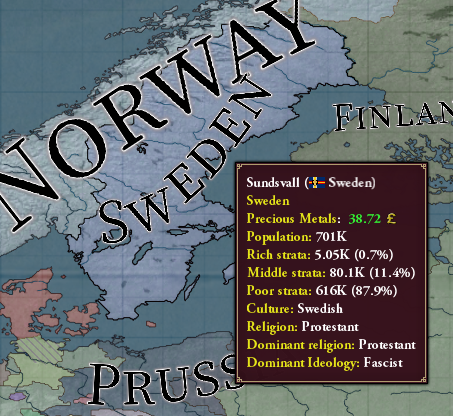 NORWAY
SWEDEN
FINLAN
PRUSS
Sundsvall (Sweden)
Sweden
Precious Metals: 38.72 £
Population: 701K
Rich strata: 5.05K (0.7%)
Middle strata: 80.1K (11.4%)
Poor strata: 616K (87.9%)
Culture: Swedish
Religion: Protestant
Dominant religion: Protestant
Dominant Ideology: Fascist